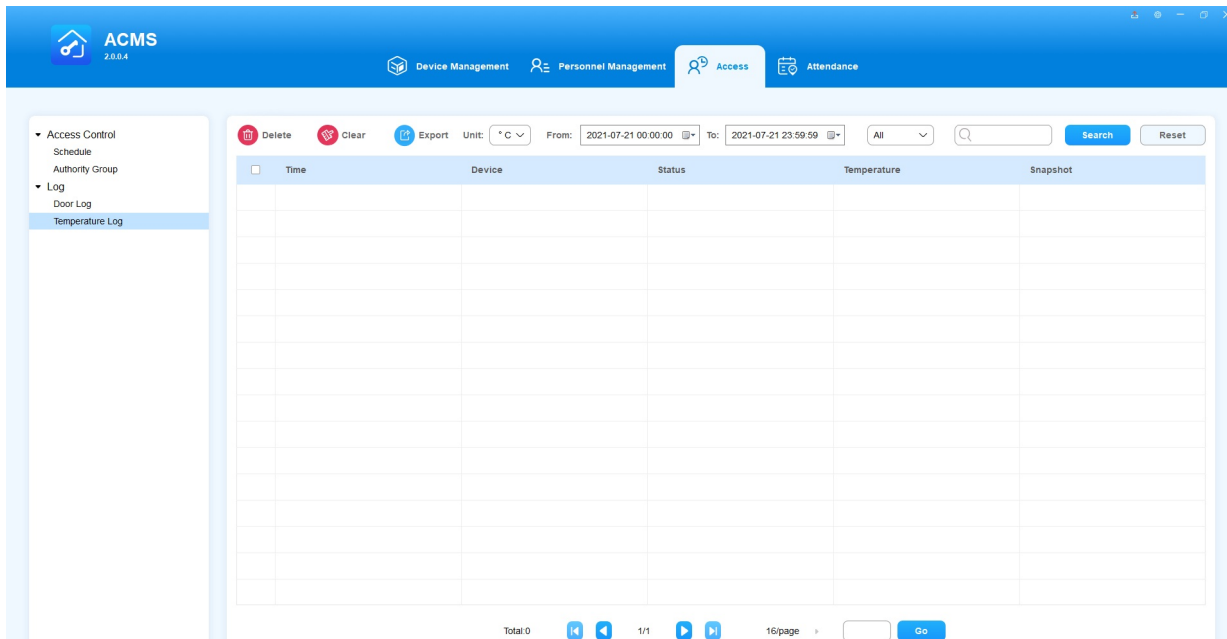 ACMS
2.0.0.4
Device Management Personnel Management Access Attendance
Access Control
Schedule
Authority Group
Log
Door Log
Temperature Log
Delete Clear Export Unit: °C From: 2021-07-21 00:00:00 To: 2021-07-21 23:59:59 All Search Reset
Time Device Status Temperature Snapshot
Total:0 1/1 16/page Go